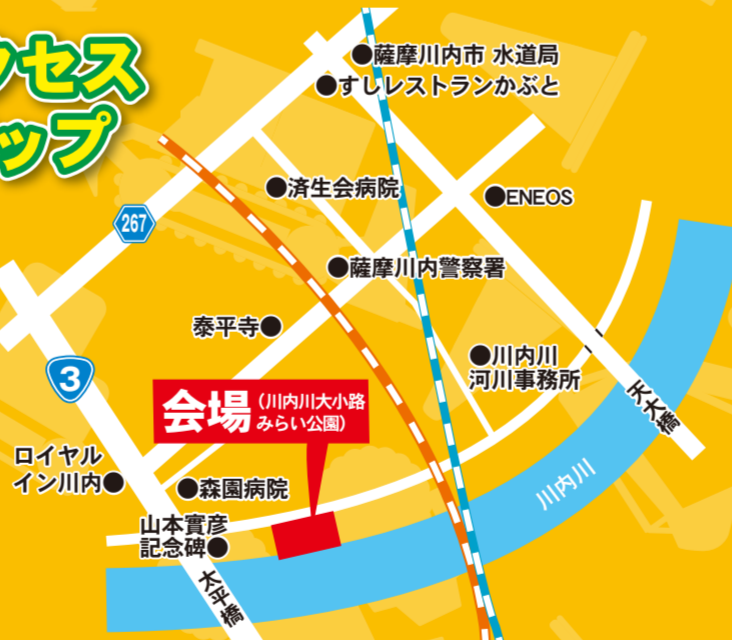 クセス
ップ
薩摩川内市 水道局
すしレストランかぶと
済生会病院
ENEOS
267
薩摩川内警察署
泰平寺
川内川
河川事務所
3
会場(川内川大小路
みらい公園)
天大橋
ロイヤル
イン川内
森園病院
川内川
山本實彦
記念碑
太平橋